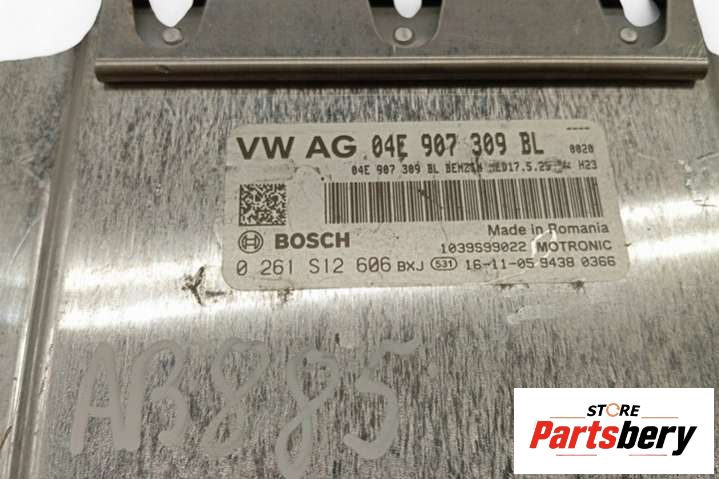 VW AG 04E 907 309 BL ----
0020
04E 907 309 BL BENZIN MED17.5.25 H23
Made in Romania
BOSCH 1039S99022 MOTRONIC
0 261 S12 606 BXJ 531 16-11-05 9438 0366
AB885
STORE
Partsbery